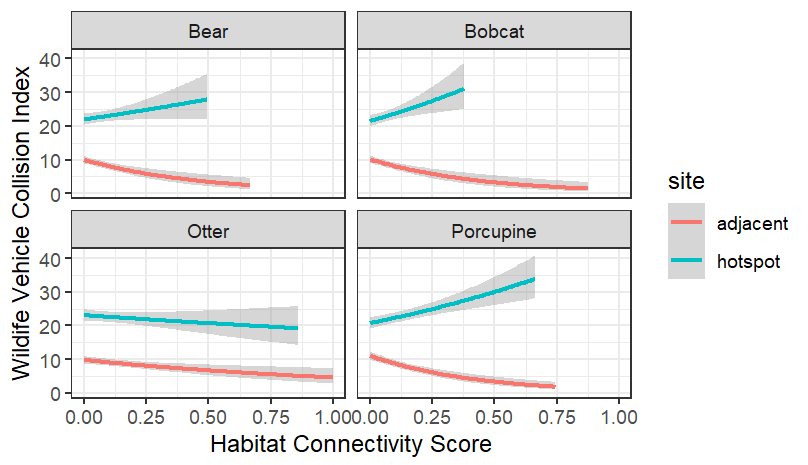 Bear
Bobcat
40
30
20
10
0
Otter
Porcupine
40
30
20
10
0
0.00 0.25 0.50 0.75 1.00 0.00 0.25 0.50 0.75 1.00
Habitat Connectivity Score
Wildife Vehicle Collision Index
site
adjacent
hotspot